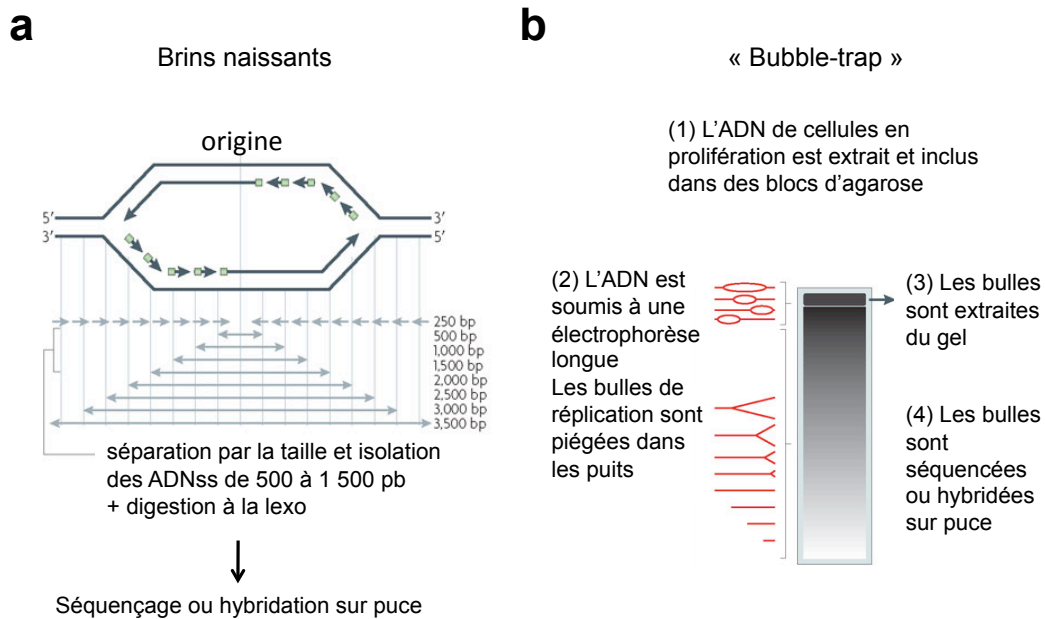 a
Brins naissants
origine
5′
3′
3′
5′
250 bp
500 bp
1,000 bp
1,500 bp
2,000 bp
2,500 bp
3,000 bp
3,500 bp
séparation par la taille et isolation
des ADNss de 500 à 1 500 pb
+ digestion à la lexo
Séquençage ou hybridation sur puce
b
« Bubble-trap »
(1) L’ADN de cellules en
prolifération est extrait et inclus
dans des blocs d’agarose
(2) L’ADN est
soumis à une
électrophorèse
longue
Les bulles de
réplication sont
piégées dans
les puits
(3) Les bulles
sont extraites
du gel
(4) Les bulles
sont
séquencées
ou hybridées
sur puce